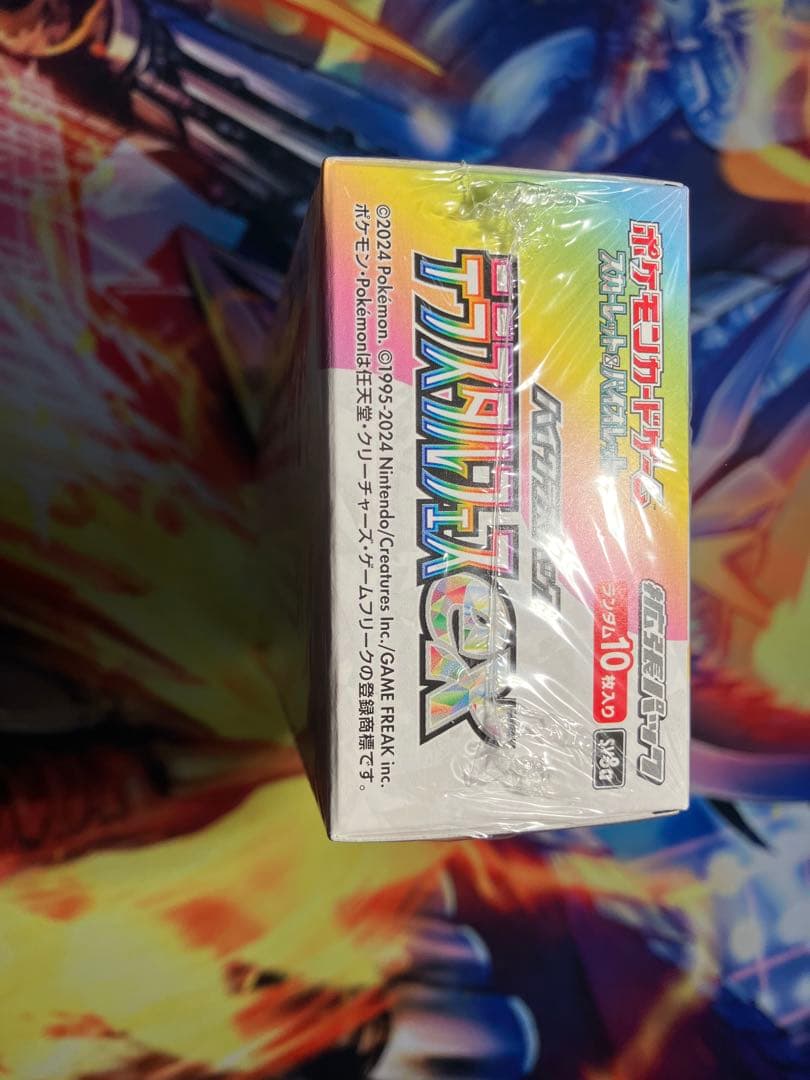 ポケモンカードゲーム
スカーレット&バイオレット
拡張パック
ランダム10枚入り
SV8a
ハイクラスパック
テラスタルフェスex
©2024 Pokémon. ©1995-2024 Nintendo/Creatures Inc./GAME FREAK inc.
ポケモン・Pokémonは任天堂・クリーチャーズ・ゲームフリークの登録商標です。